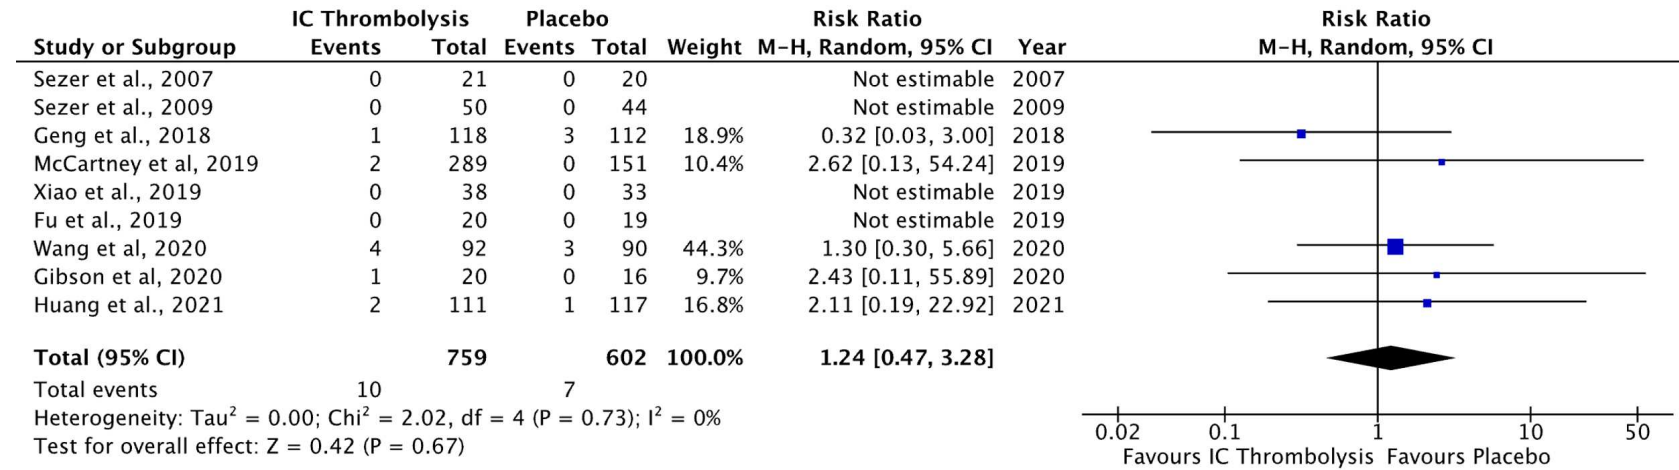 IC Thrombolysis Placebo Risk Ratio Risk Ratio
Study or Subgroup Events Total Events Total Weight M-H, Random, 95% CI Year M-H, Random, 95% CI
Sezer et al., 2007 0 21 0 20 Not estimable 2007
Sezer et al., 2009 0 50 0 44 Not estimable 2009
Geng et al., 2018 1 118 3 112 18.9% 0.32 [0.03, 3.00] 2018
McCartney et al, 2019 2 289 0 151 10.4% 2.62 [0.13, 54.24] 2019
Xiao et al., 2019 0 38 0 33 Not estimable 2019
Fu et al., 2019 0 20 0 19 Not estimable 2019
Wang et al, 2020 4 92 3 90 44.3% 1.30 [0.30, 5.66] 2020
Gibson et al, 2020 1 20 0 16 9.7% 2.43 [0.11, 55.89] 2020
Huang et al., 2021 2 111 1 117 16.8% 2.11 [0.19, 22.92] 2021
Total (95% CI) 759 602 100.0% 1.24 [0.47, 3.28]
Total events 10 7
Heterogeneity: Tau² = 0.00; Chi² = 2.02, df = 4 (P = 0.73); I² = 0%
Test for overall effect: Z = 0.42 (P = 0.67)
0.02 0.1 1 10 50
Favours IC Thrombolysis Favours Placebo